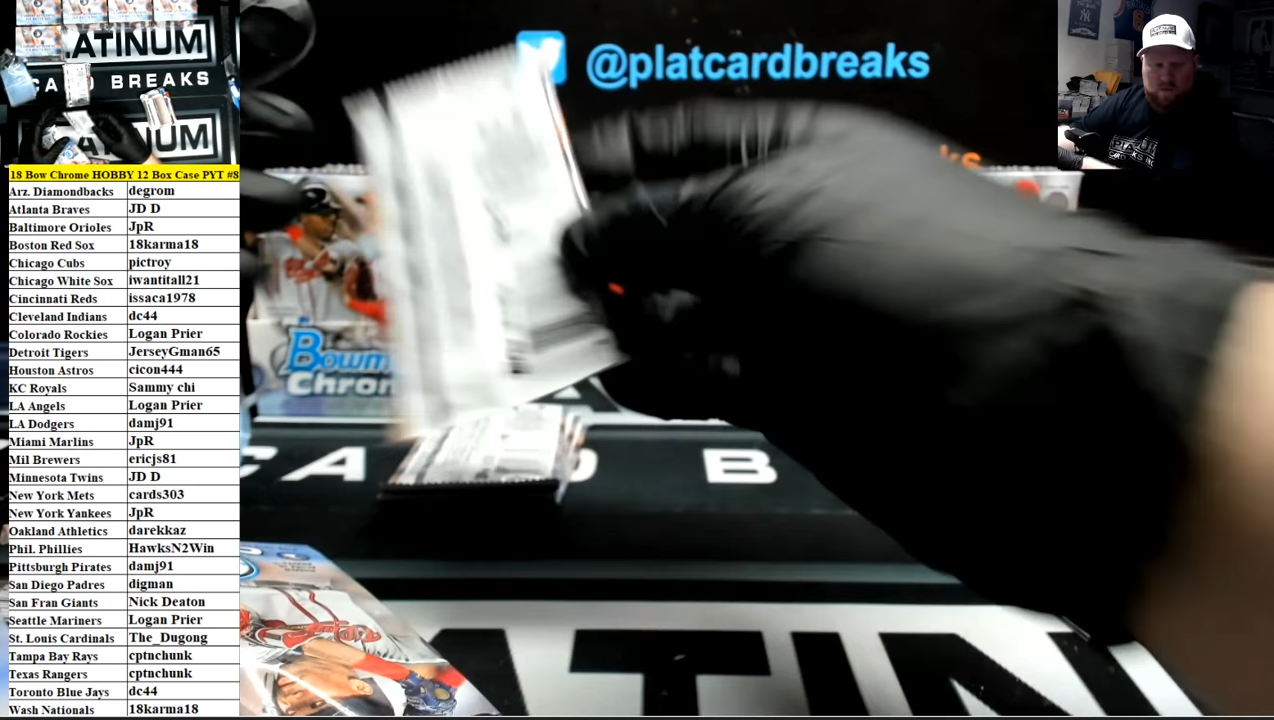 ATINUM
CA D BREAKS
ATINUM
@platcardbreaks
ks
18 Bow Chrome HOBBY 12 Box Case PYT #8
Arz. Diamondbacks degrom
Atlanta Braves JD D
Baltimore Orioles JpR
Boston Red Sox 18karma18
Chicago Cubs pictroy
Chicago White Sox iwantitall21
Cincinnati Reds issaca1978
Cleveland Indians dc44
Colorado Rockies Logan Prier
Detroit Tigers JerseyGman65
Houston Astros cicon444
KC Royals Sammy chi
LA Angels Logan Prier
LA Dodgers damj91
Miami Marlins JpR
Mil Brewers ericjs81
Minnesota Twins JD D
New York Mets cards303
New York Yankees JpR
Oakland Athletics darekkaz
Phil. Phillies HawksN2Win
Pittsburgh Pirates damj91
San Diego Padres digman
San Fran Giants Nick Deaton
Seattle Mariners Logan Prier
St. Louis Cardinals The_Dugong
Tampa Bay Rays cptnchunk
Texas Rangers cptnchunk
Toronto Blue Jays dc44
Wash Nationals 18karma18
Bowm
Chron
CA D B
ATIN